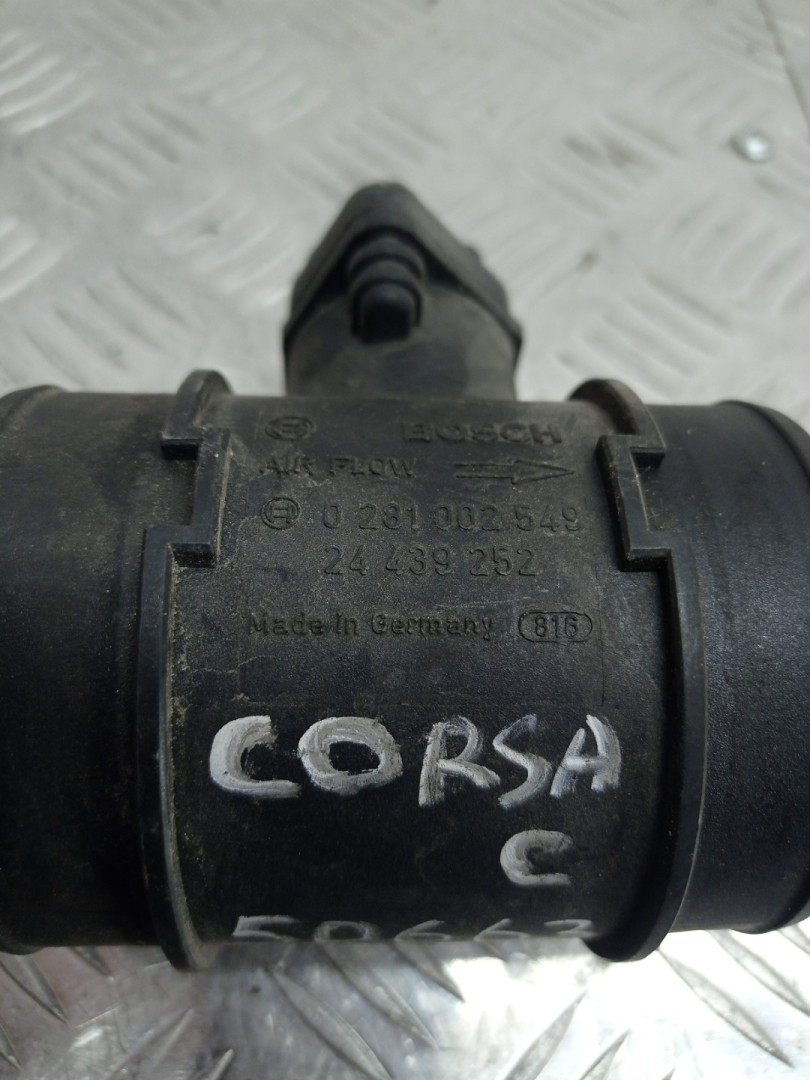 BOSCH
AIR FLOW
0 281 002 549
24 439 252
Made in Germany 816
CORSA
C